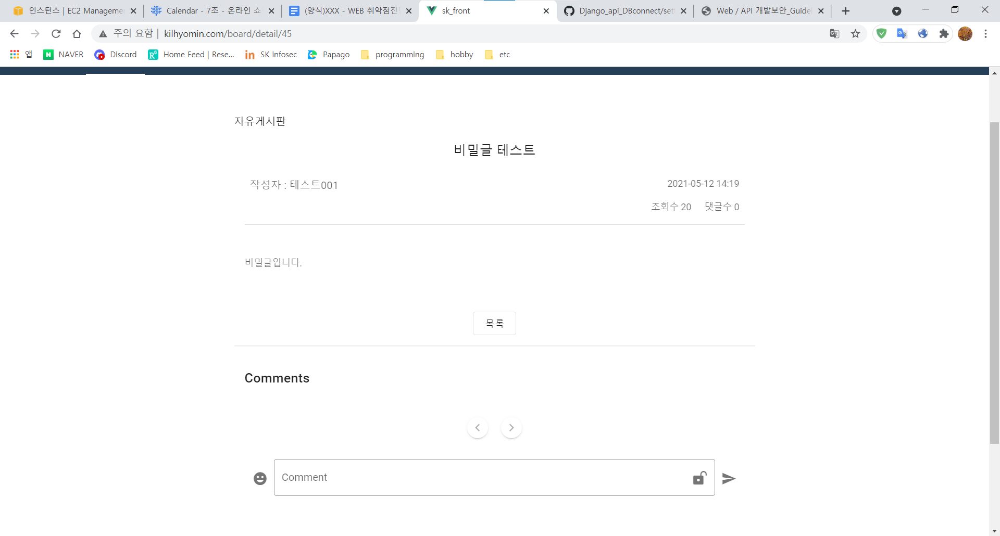 인스턴스 | EC2 Manageme
Calendar - 7조 - 온라인 쇼
(양식)XXX - WEB 취약점진
sk_front
Django_api_DBconnect/set
Web / API 개발보안_Guide
주의 요함 | kilhyomin.com/board/detail/45
앱
NAVER
Discord
Home Feed | Rese...
SK infosec
Papago
programming
hobby
etc
자유게시판
비밀글 테스트
작성자 : 테스트001
2021-05-12 14:19
조회수 20 댓글수 0
비밀글입니다.
목록
Comments
Comment